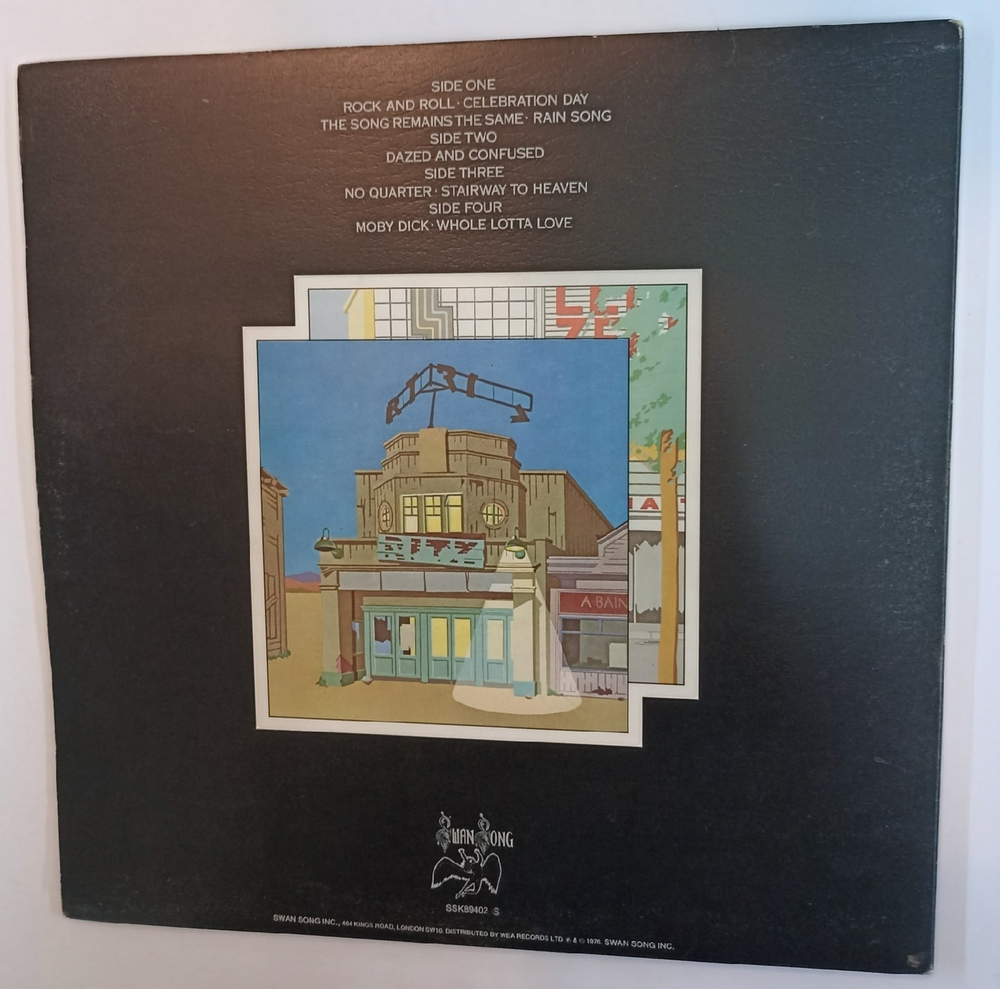 SIDE ONE
ROCK AND ROLL · CELEBRATION DAY
THE SONG REMAINS THE SAME · RAIN SONG
SIDE TWO
DAZED AND CONFUSED
SIDE THREE
NO QUARTER · STAIRWAY TO HEAVEN
SIDE FOUR
MOBY DICK · WHOLE LOTTA LOVE
RITZ
A·BAIN
SWAN SONG
SSK89402 S
SWAN SONG INC., 484 KINGS ROAD, LONDON SW10. DISTRIBUTED BY WEA RECORDS LTD ℗ & © 1976. SWAN SONG INC.